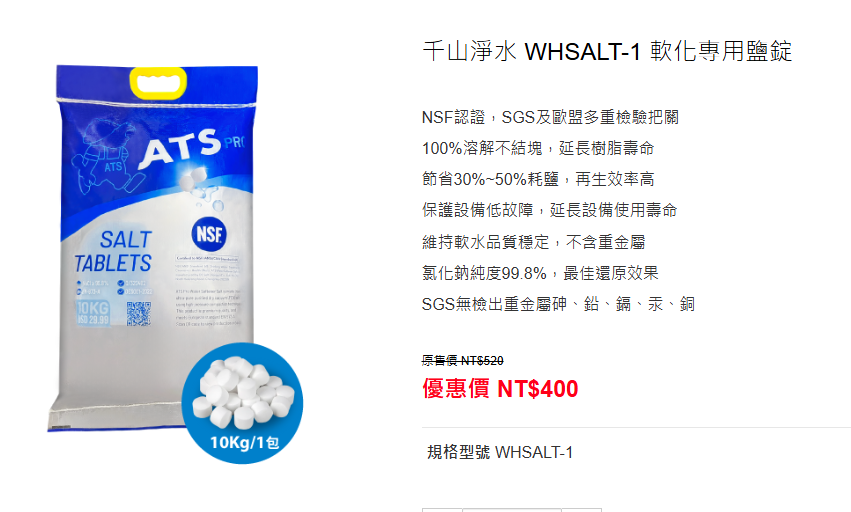 千山淨水 WHSALT-1 軟化專用鹽錠
NSF認證，SGS及歐盟多重檢驗把關
100%溶解不結塊，延長樹脂壽命
節省30%~50%耗鹽，再生效率高
保護設備低故障，延長設備使用壽命
維持軟水品質穩定，不含重金屬
氯化鈉純度99.8%，最佳還原效果
SGS無檢出重金屬砷、鉛、鎘、汞、銅
原售價 NT$520
優惠價 NT$400
規格型號 WHSALT-1
ATS PRO
ATS
NSF
SALT
TABLETS
10KG
10Kg/1包